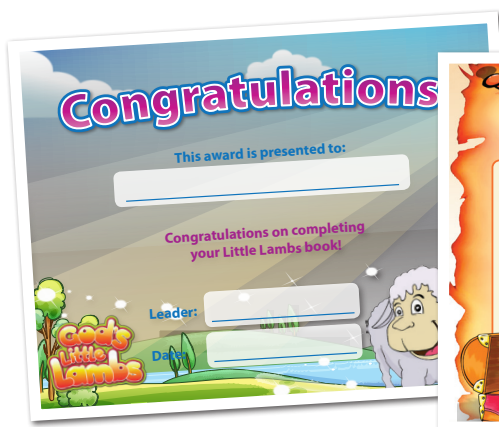 Congratulations
This award is presented to:
Congratulations on completing
your Little Lambs book!
Leader:
Date:
God's
Little
Lambs